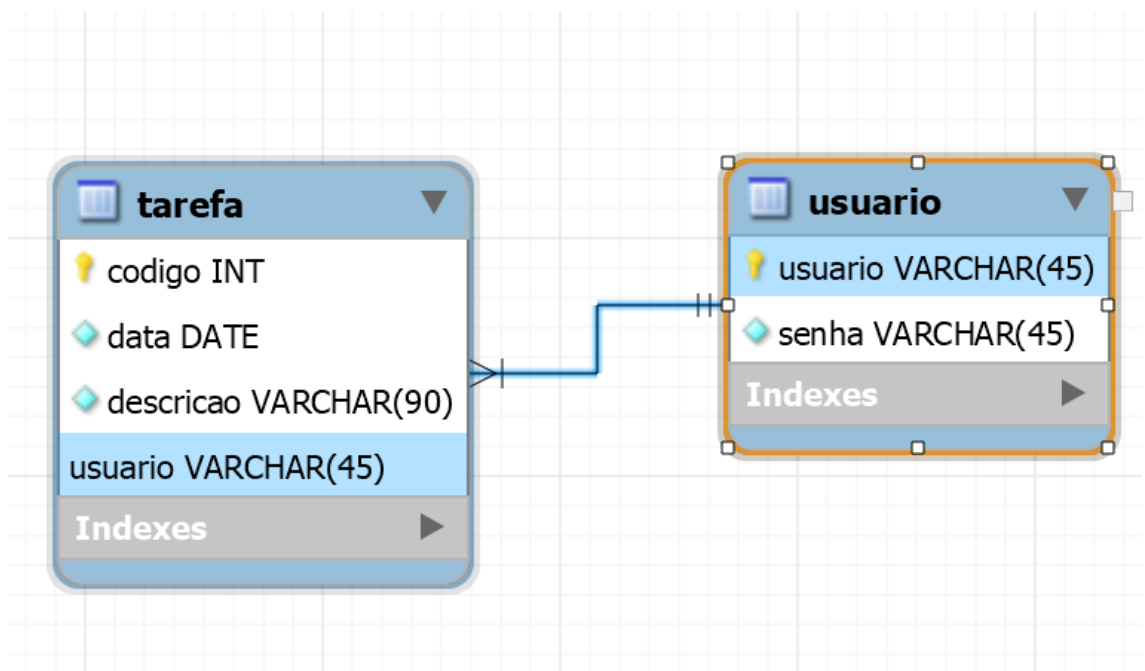 tarefa
codigo INT
data DATE
descricao VARCHAR(90)
usuario VARCHAR(45)
Indexes
usuario
usuario VARCHAR(45)
senha VARCHAR(45)
Indexes